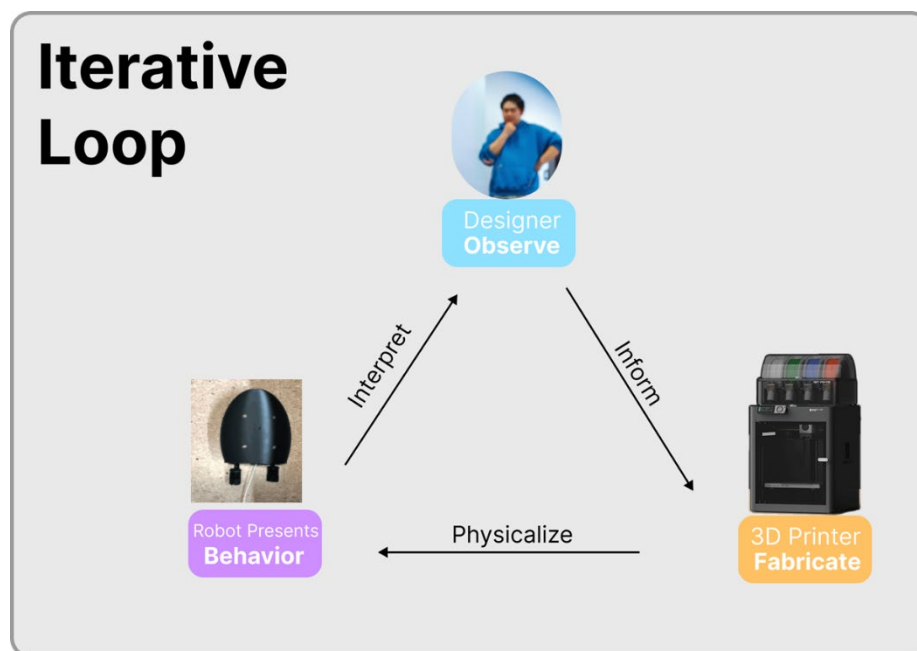 Iterative
Loop
Designer
Observe
Interpret
Inform
Robot Presents
Behavior
Physicalize
3D Printer
Fabricate